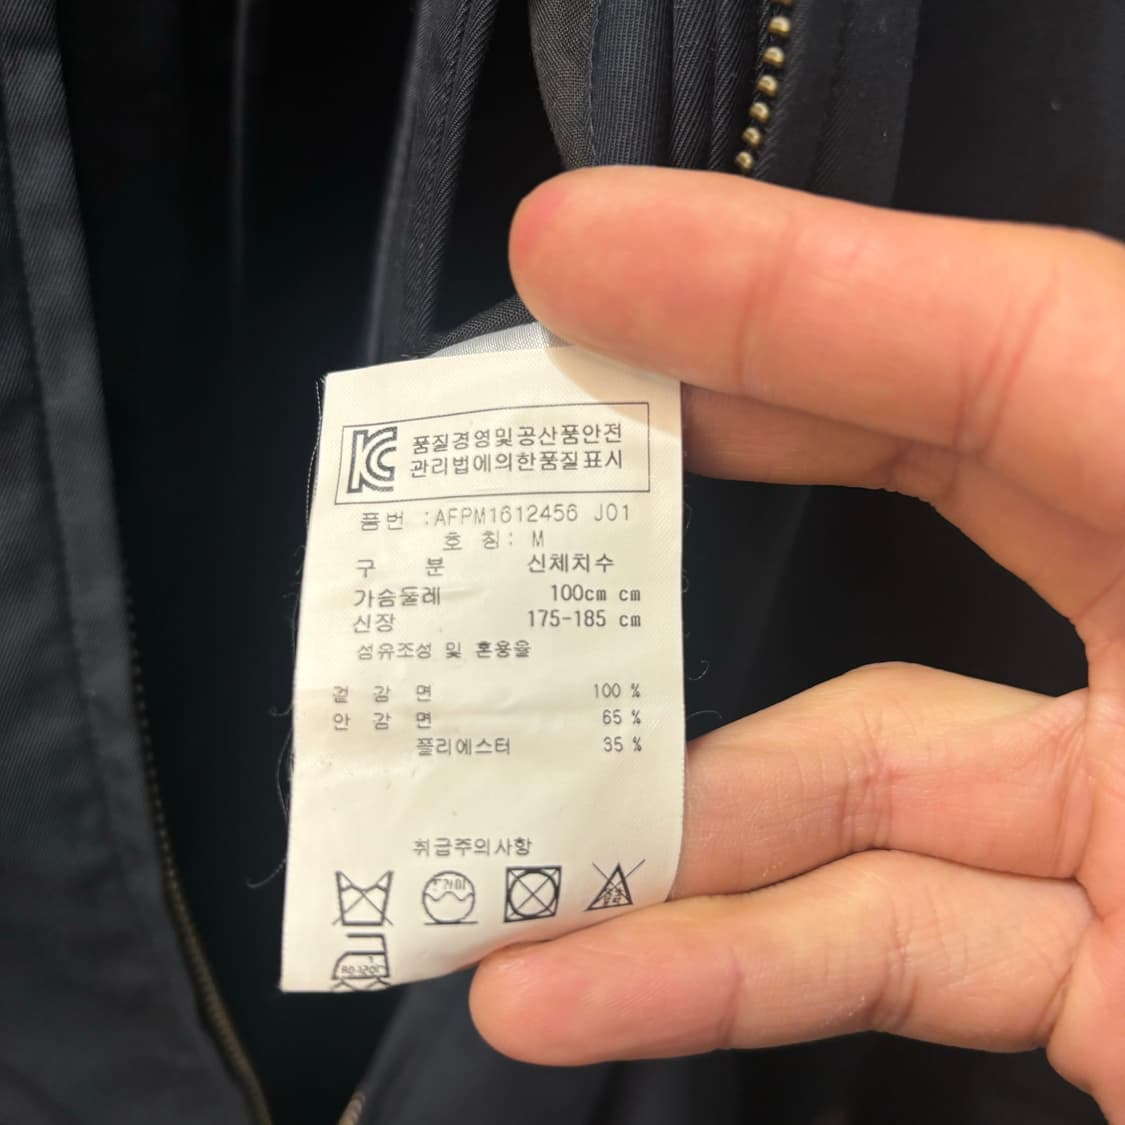 KC 품질경영및공산품안전
관리법에의한품질표시
품번 :AFPM1612456 J01
호 칭: M
구 분 신체치수
가슴둘레 100cm cm
신장 175-185 cm
섬유조성 및 혼용율
겉 감 면 100 %
안 감 면 65 %
폴리에스터 35 %
취급주의사항